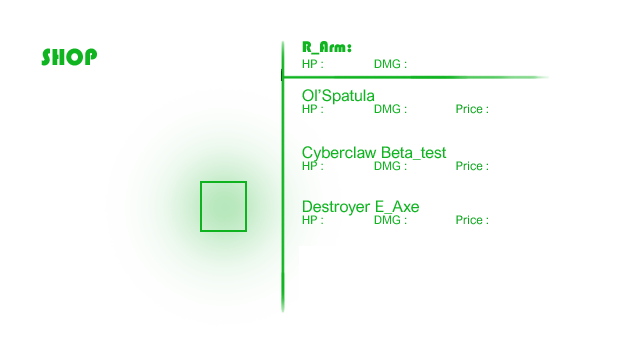 SHOP
R_Arm:
HP : DMG :
Ol'Spatula
HP : DMG : Price :
Cyberclaw Beta_test
HP : DMG : Price :
Destroyer E_Axe
HP : DMG : Price :